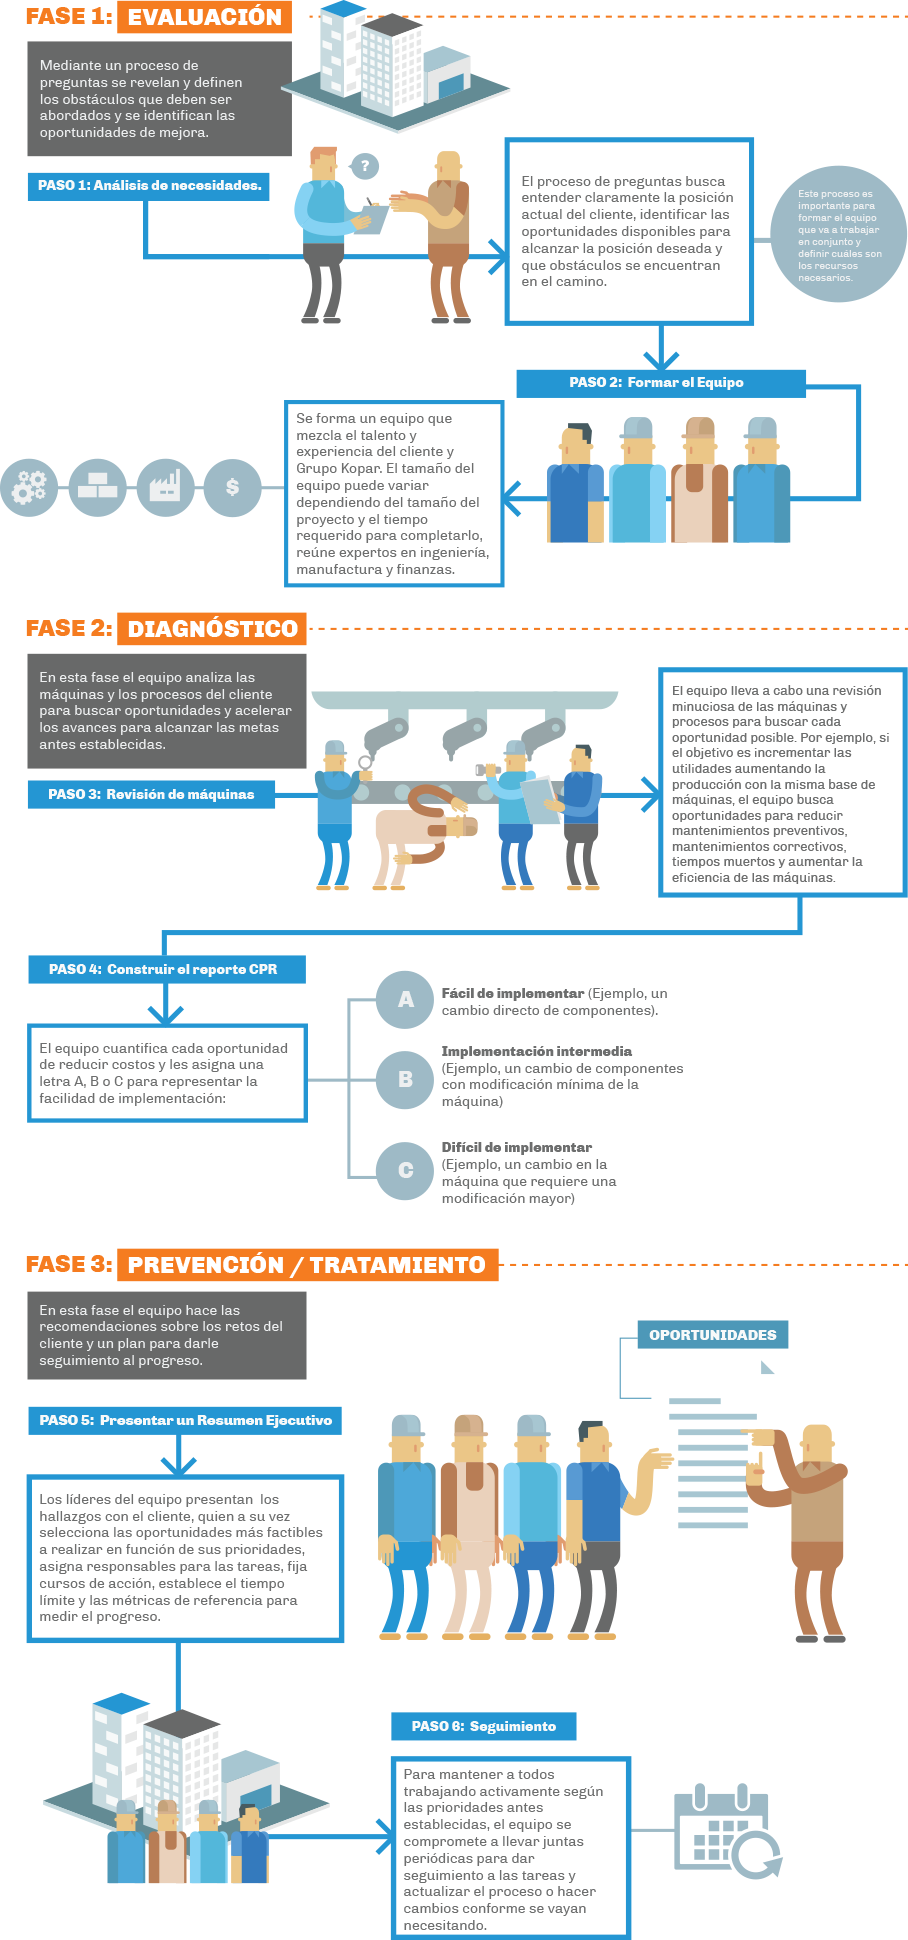 FASE 1: EVALUACIÓN
Mediante un proceso de
preguntas se revelan y definen
los obstáculos que deben ser
abordados y se identifican las
oportunidades de mejora.
PASO 1: Análisis de necesidades.
?
El proceso de preguntas busca
entender claramente la posición
actual del cliente, identificar las
oportunidades disponibles para
alcanzar la posición deseada y
que obstáculos se encuentran
en el camino.
Este proceso es
importante para
formar el equipo
que va a trabajar
en conjunto y
definir cuáles son
los recursos
necesarios.
PASO 2: Formar el Equipo
Se forma un equipo que
mezcla el talento y
experiencia del cliente y
Grupo Kopar. El tamaño del
equipo puede variar
dependiendo del tamaño del
proyecto y el tiempo
requerido para completarlo,
reúne expertos en ingeniería,
manufactura y finanzas.
$
FASE 2: DIAGNÓSTICO
En esta fase el equipo analiza las
máquinas y los procesos del cliente
para buscar oportunidades y acelerar
los avances para alcanzar las metas
antes establecidas.
PASO 3: Revisión de máquinas
El equipo lleva a cabo una revisión
minuciosa de las máquinas y
procesos para buscar cada
oportunidad posible. Por ejemplo, si
el objetivo es incrementar las
utilidades aumentando la
producción con la misma base de
máquinas, el equipo busca
oportunidades para reducir
mantenimientos preventivos,
mantenimientos correctivos,
tiempos muertos y aumentar la
eficiencia de las máquinas.
PASO 4: Construir el reporte CPR
El equipo cuantifica cada oportunidad
de reducir costos y les asigna una
letra A, B o C para representar la
facilidad de implementación:
A
Fácil de implementar (Ejemplo, un
cambio directo de componentes).
B
Implementación intermedia
(Ejemplo, un cambio de componentes
con modificación mínima de la
máquina)
C
Difícil de implementar
(Ejemplo, un cambio en la
máquina que requiere una
modificación mayor)
FASE 3: PREVENCIÓN / TRATAMIENTO
En esta fase el equipo hace las
recomendaciones sobre los retos del
cliente y un plan para darle
seguimiento al progreso.
OPORTUNIDADES
PASO 5: Presentar un Resumen Ejecutivo
Los líderes del equipo presentan los
hallazgos con el cliente, quien a su vez
selecciona las oportunidades más factibles
a realizar en función de sus prioridades,
asigna responsables para las tareas, fija
cursos de acción, establece el tiempo
límite y las métricas de referencia para
medir el progreso.
PASO 6: Seguimiento
Para mantener a todos
trabajando activamente según
las prioridades antes
establecidas, el equipo se
compromete a llevar juntas
periódicas para dar
seguimiento a las tareas y
actualizar el proceso o hacer
cambios conforme se vayan
necesitando.